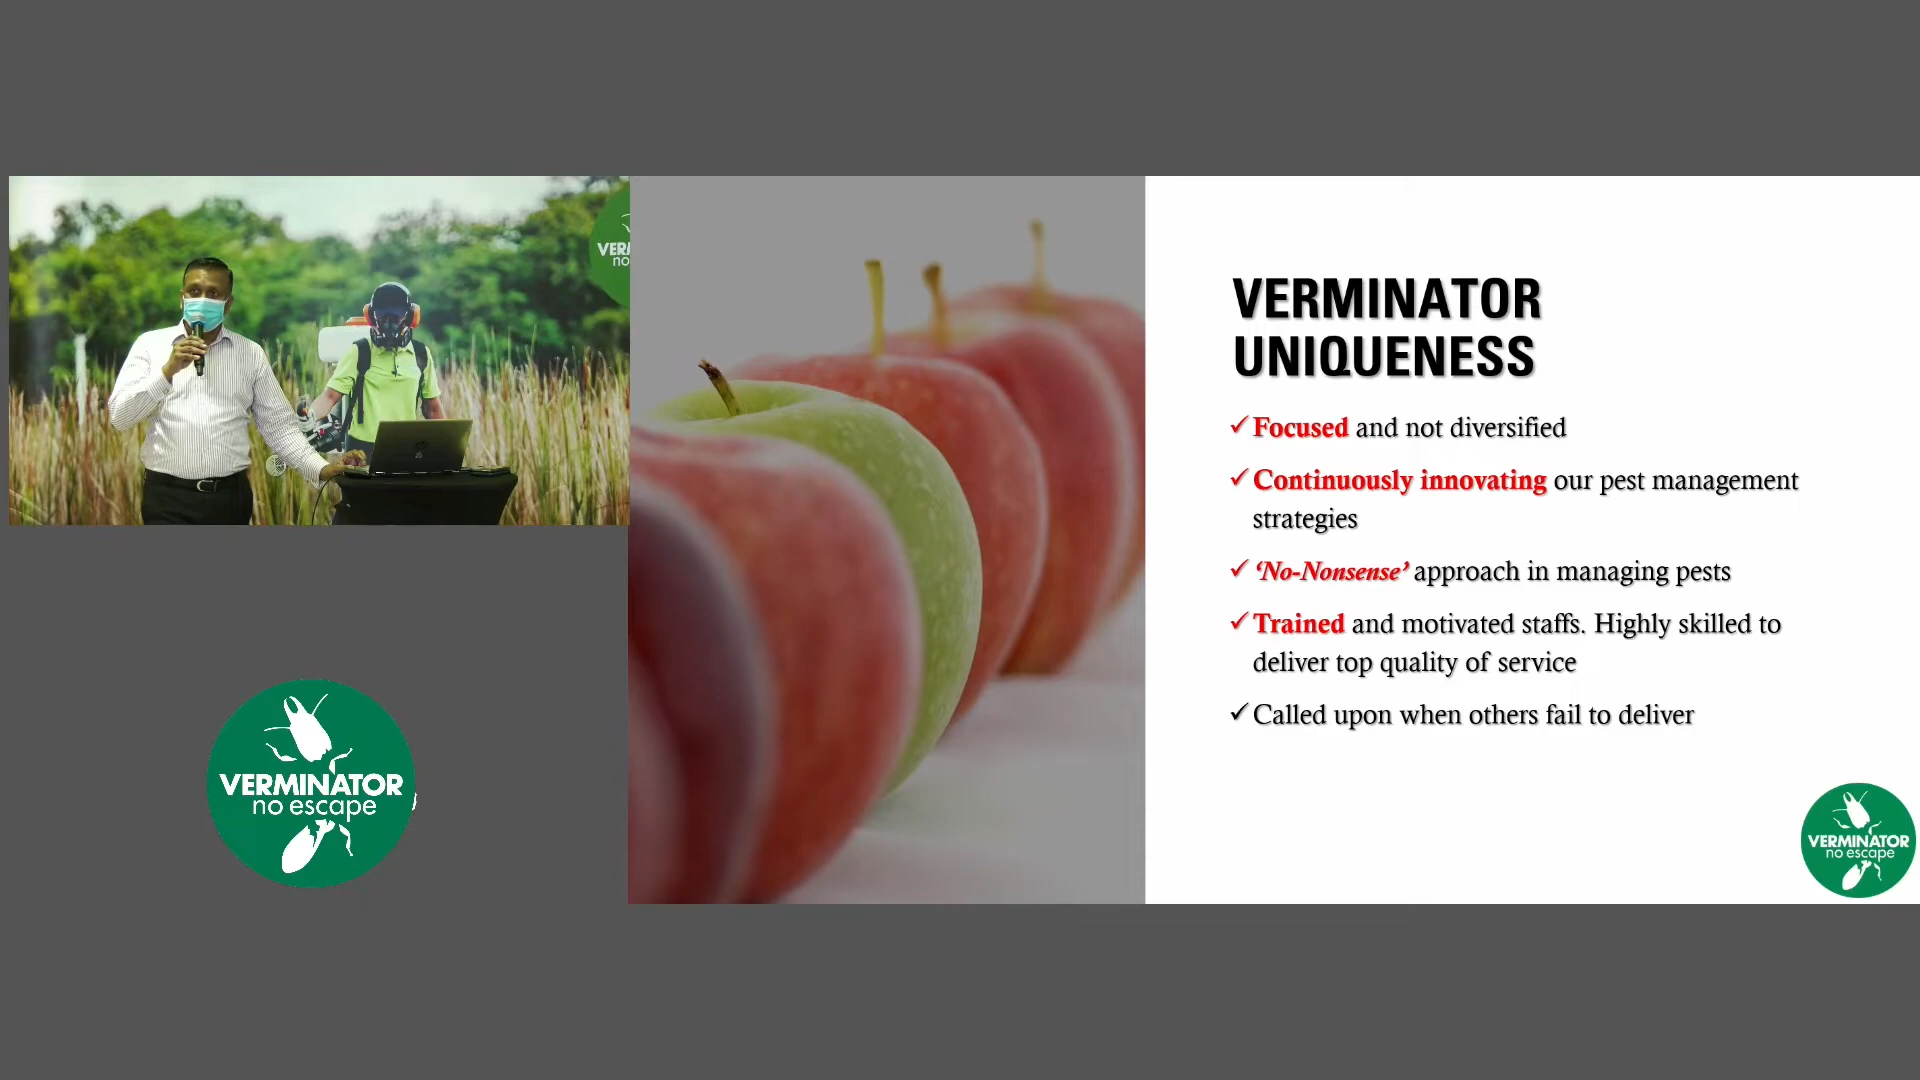 VERMINATOR
UNIQUENESS
✓ Focused and not diversified
✓ Continuously innovating our pest management
strategies
✓ ‘No-Nonsense’ approach in managing pests
✓ Trained and motivated staffs. Highly skilled to
deliver top quality of service
✓ Called upon when others fail to deliver
VERMINATOR
no escape
VERMINATOR
no escape
VERM
no